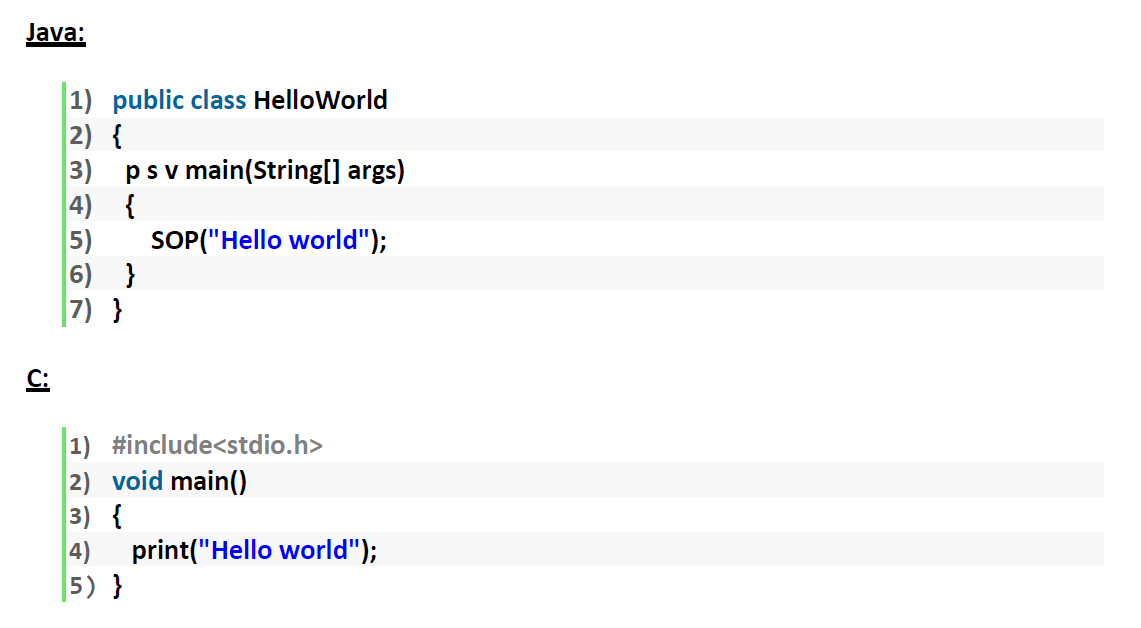 Java:
1) public class HelloWorld
2) {
3) p s v main(String[] args)
4) {
5) SOP("Hello world");
6) }
7) }
C:
1) #include<stdio.h>
2) void main()
3) {
4) print("Hello world");
5) }